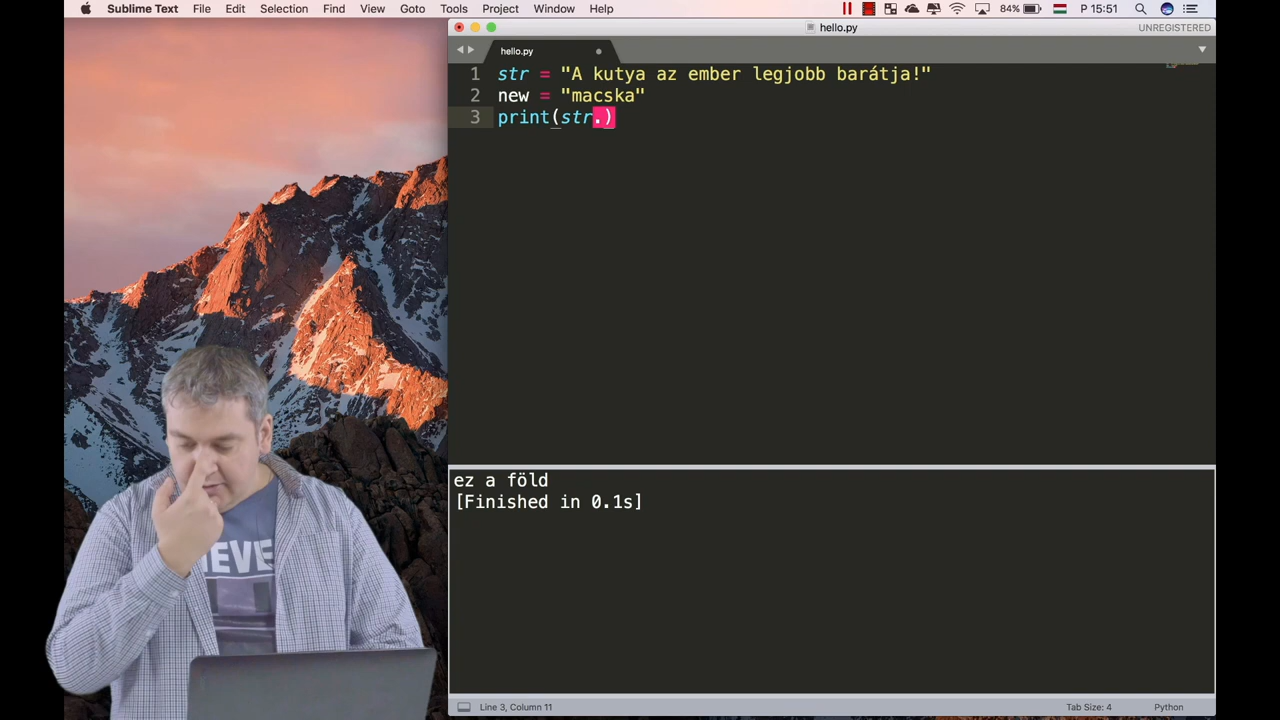 Sublime Text File Edit Selection Find View Goto Tools Project Window Help 84% P 15:51
hello.py UNREGISTERED
hello.py
1 str = "A kutya az ember legjobb barátja!"
2 new = "macska"
3 print(str.)
ez a föld
[Finished in 0.1s]
IEVE
Line 3, Column 11 Tab Size: 4 Python